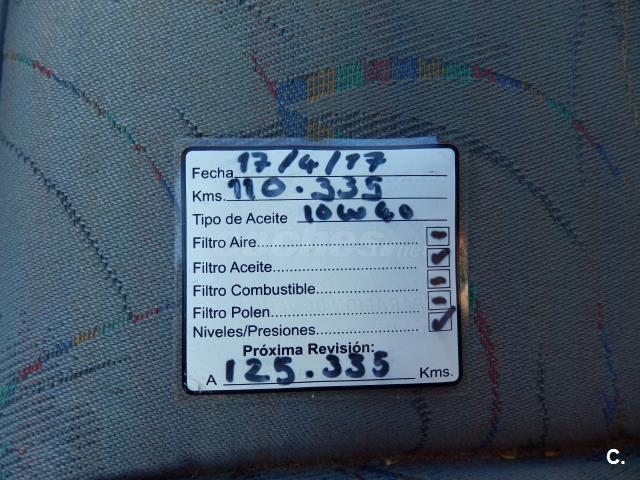 Fecha 17/4/17
Kms. 110.335
Tipo de Aceite 10W40
Filtro Aire
Filtro Aceite
Filtro Combustible
Filtro Polen
Niveles/Presiones
Próxima Revisión:
A 125.335 Kms.
C.